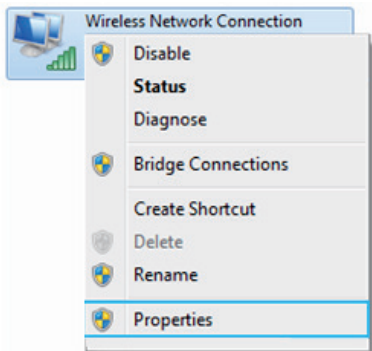 Wireless Network Connection
Disable
Status
Diagnose
Bridge Connections
Create Shortcut
Delete
Rename
Properties